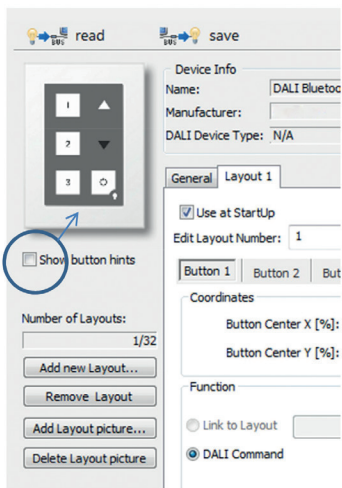 BUS read
BUS save
Device Info
Name: DALI Bluetoo
Manufacturer:
DALI Device Type: N/A
1
2
3
General Layout 1
Use at StartUp
Edit Layout Number: 1
Show button hints
Button 1 Button 2 But
Coordinates
Number of Layouts:
Button Center X [%]:
1/32
Button Center Y [%]:
Add new Layout...
Function
Remove Layout
Add Layout picture...
Link to Layout
Delete Layout picture
DALI Command